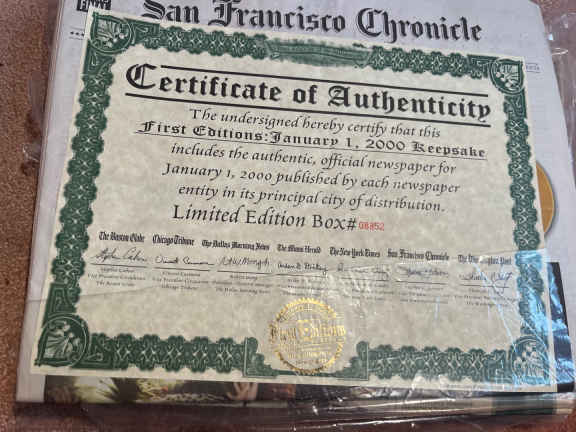 San Francisco Chronicle
Certificate of Authenticity
The undersigned hereby certify that this
First Editions: January 1, 2000 Keepsake
includes the authentic, official newspaper for
January 1, 2000 published by each newspaper
entity in its principal city of distribution.
Limited Edition Box# 08852
The Boston Globe Chicago Tribune The Dallas Morning News The Miami Herald The New York Times San Francisco Chronicle The Washington Post
First Editions